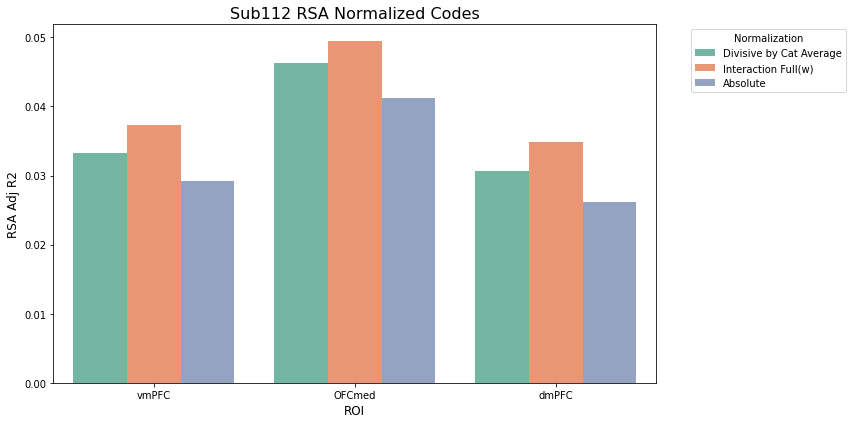 Sub112 RSA Normalized Codes
Normalization
Divisive by Cat Average
Interaction Full(w)
Absolute
RSA Adj R2
0.05
0.04
0.03
0.02
0.01
0.00
vmPFC
OFCmed
dmPFC
ROI